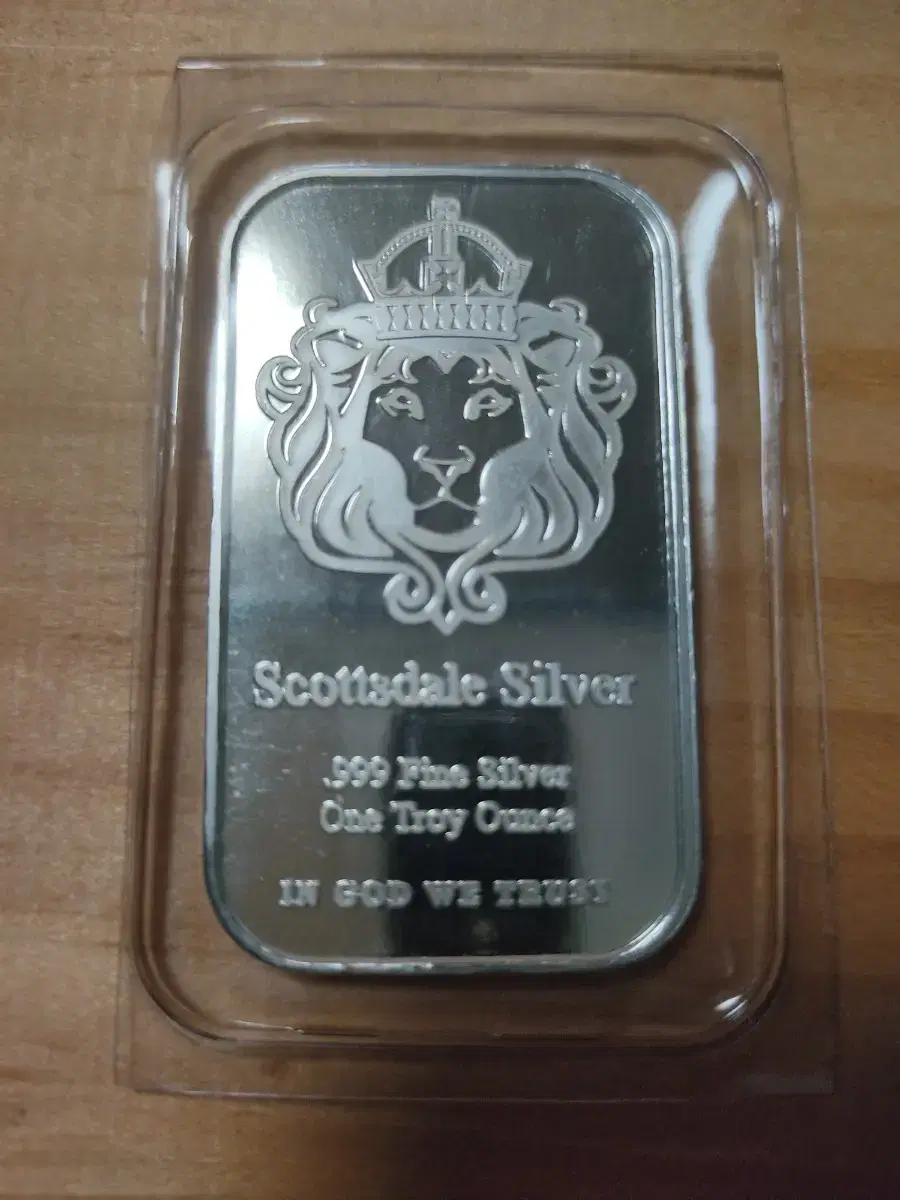 Scottsdale Silver
.999 Fine Silver
One Troy Ounce
IN GOD WE TRUST